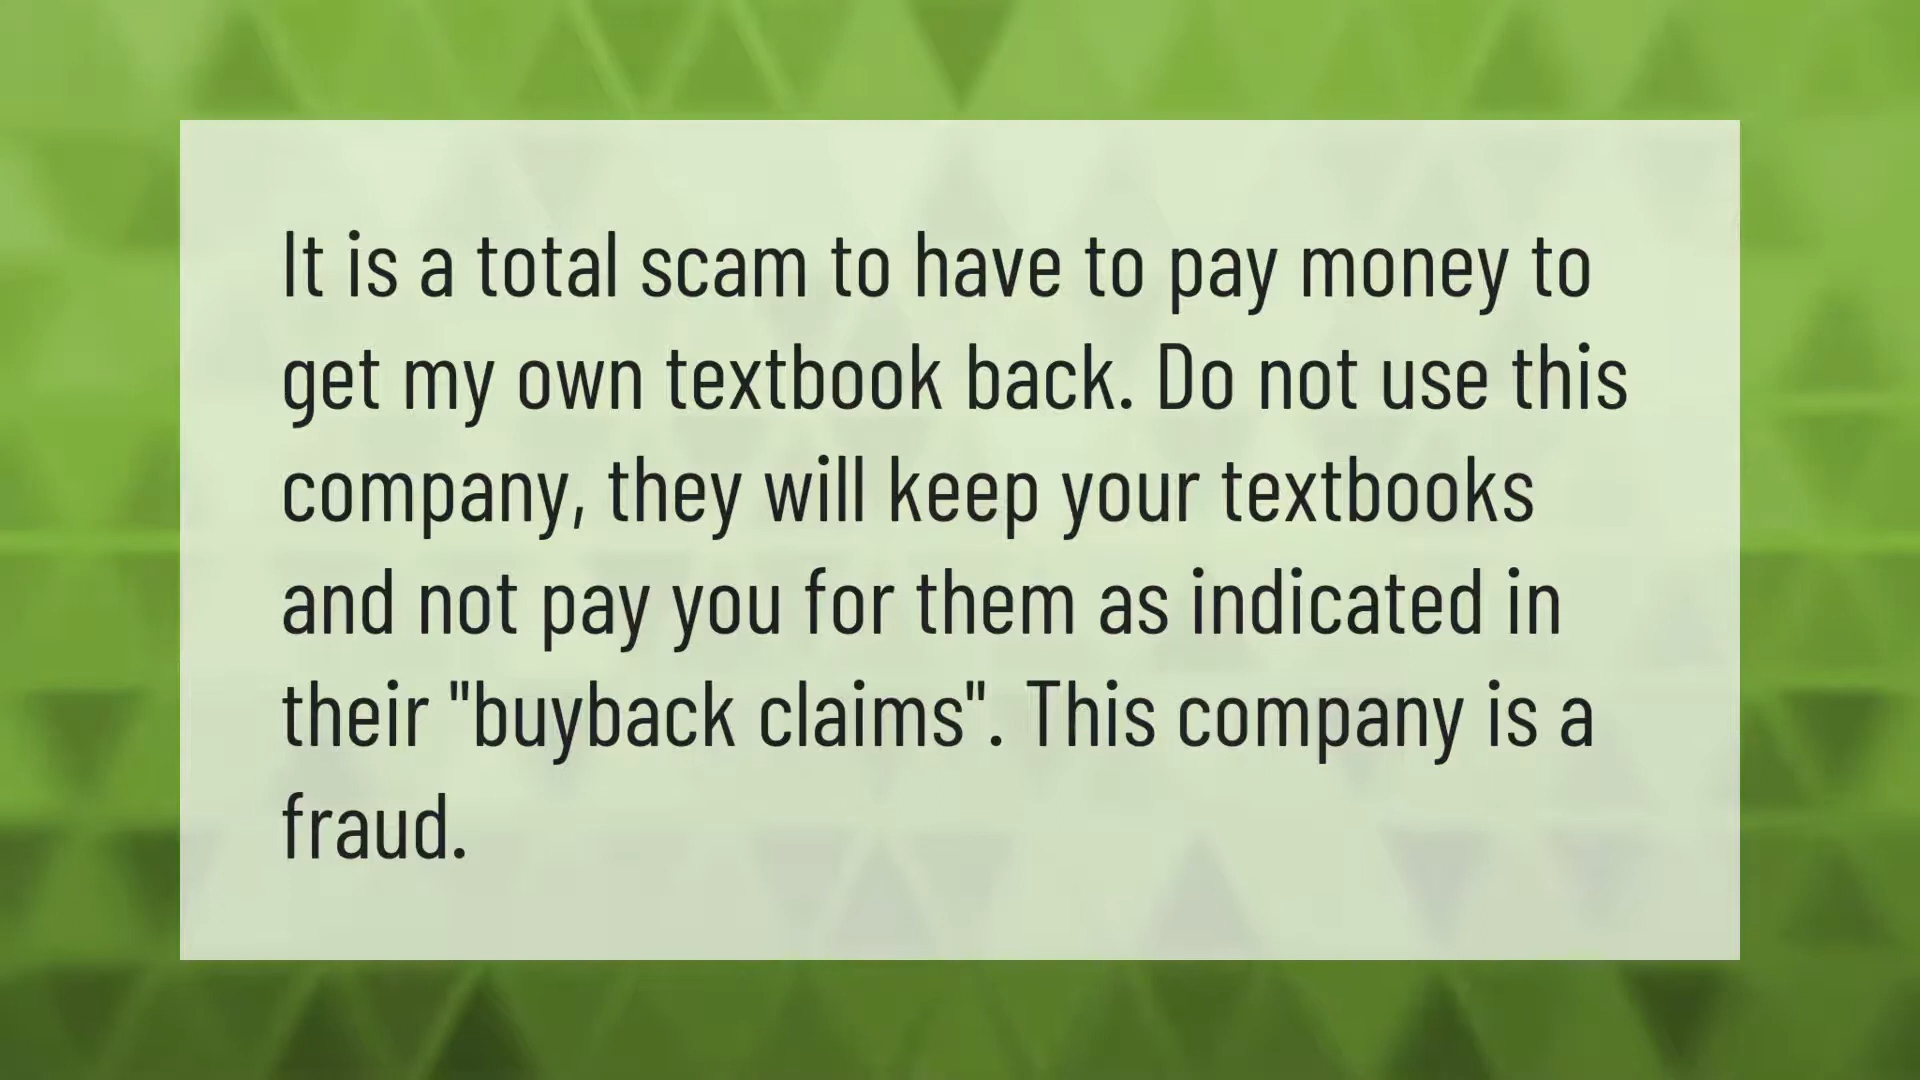 It is a total scam to have to pay money to
get my own textbook back. Do not use this
company, they will keep your textbooks
and not pay you for them as indicated in
their "buyback claims". This company is a
fraud.